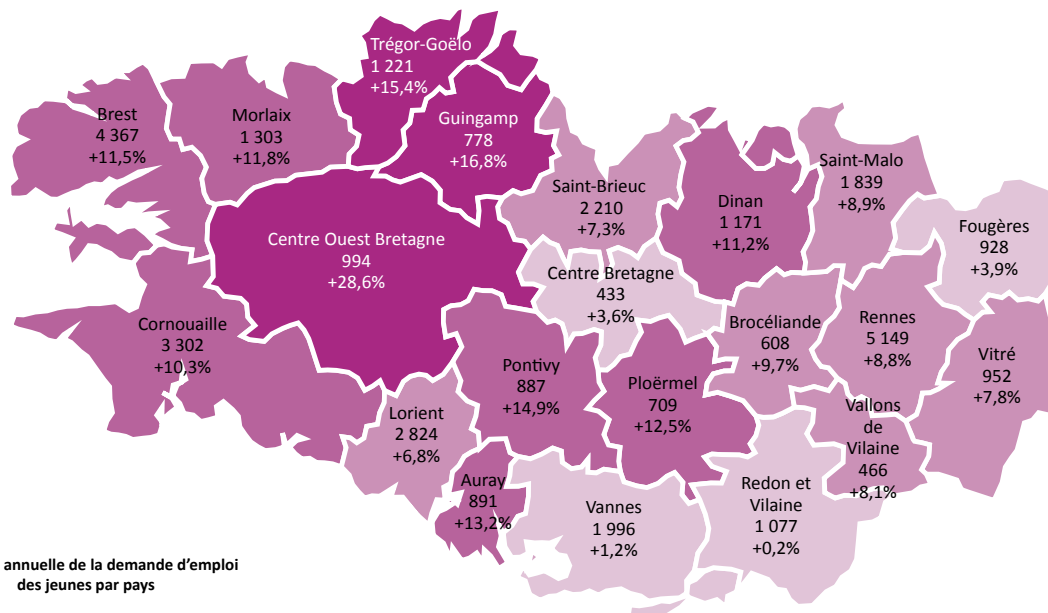 Trégor-Goëlo
1 221
+15,4%
Brest
4 367
+11,5%
Morlaix
1 303
+11,8%
Guingamp
778
+16,8%
Saint-Brieuc
2 210
+7,3%
Dinan
1 171
+11,2%
Saint-Malo
1 839
+8,9%
Fougères
928
+3,9%
Centre Ouest Bretagne
994
+28,6%
Centre Bretagne
433
+3,6%
Cornouaille
3 302
+10,3%
Brocéliande
608
+9,7%
Rennes
5 149
+8,8%
Vitré
952
+7,8%
Pontivy
887
+14,9%
Ploërmel
709
+12,5%
Lorient
2 824
+6,8%
Vallons
de
Vilaine
466
+8,1%
Auray
891
+13,2%
Vannes
1 996
+1,2%
Redon et
Vilaine
1 077
+0,2%
annuelle de la demande d'emploi
des jeunes par pays